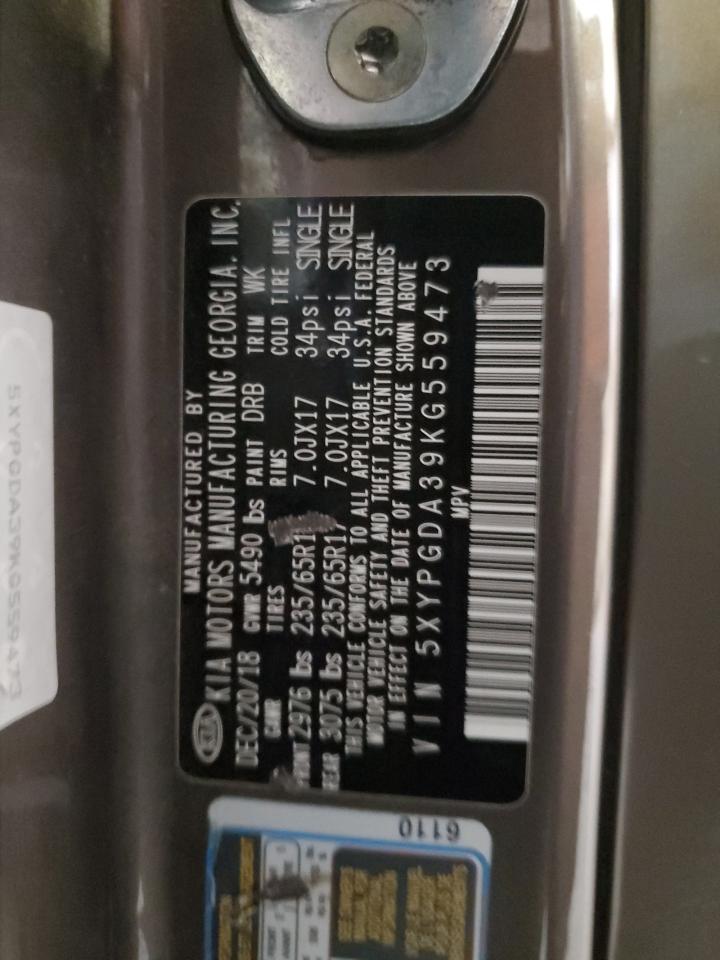 MANUFACTURED BY
KIA KIA MOTORS MANUFACTURING GEORGIA, INC.
DEC/20/18 GVWR 5490 lbs PAINT DRB TRIM WK
GAWR TIRES RIMS COLD TIRE INFL
FRONT 2976 lbs 235/65R17 7.0JX17 34psi SINGLE
REAR 3075 lbs 235/65R17 7.0JX17 34psi SINGLE
THIS VEHICLE CONFORMS TO ALL APPLICABLE U.S.A. FEDERAL
MOTOR VEHICLE SAFETY AND THEFT PREVENTION STANDARDS
IN EFFECT ON THE DATE OF MANUFACTURE SHOWN ABOVE
VIN 5XYPGDA39KG559473
MPV
5XYPGDA39KG559473
6110